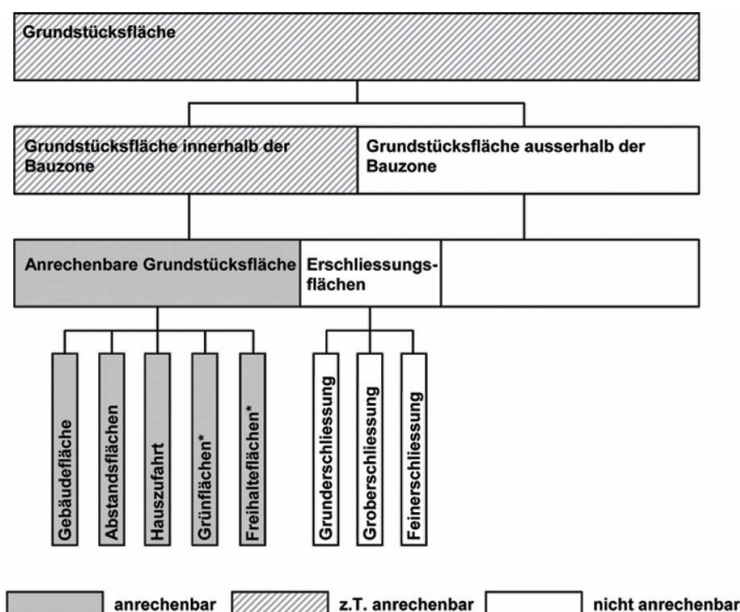 Grundstücksfläche
Grundstücksfläche innerhalb der
Bauzone
Grundstücksfläche ausserhalb der
Bauzone
Anrechenbare Grundstücksfläche
Erschliessungs-
flächen
Gebäudefläche
Abstandsflächen
Hauszufahrt
Grünflächen*
Freihalteflächen*
Grunderschliessung
Groberschliessung
Feinerschliessung
anrechenbar
z.T. anrechenbar
nicht anrechenbar